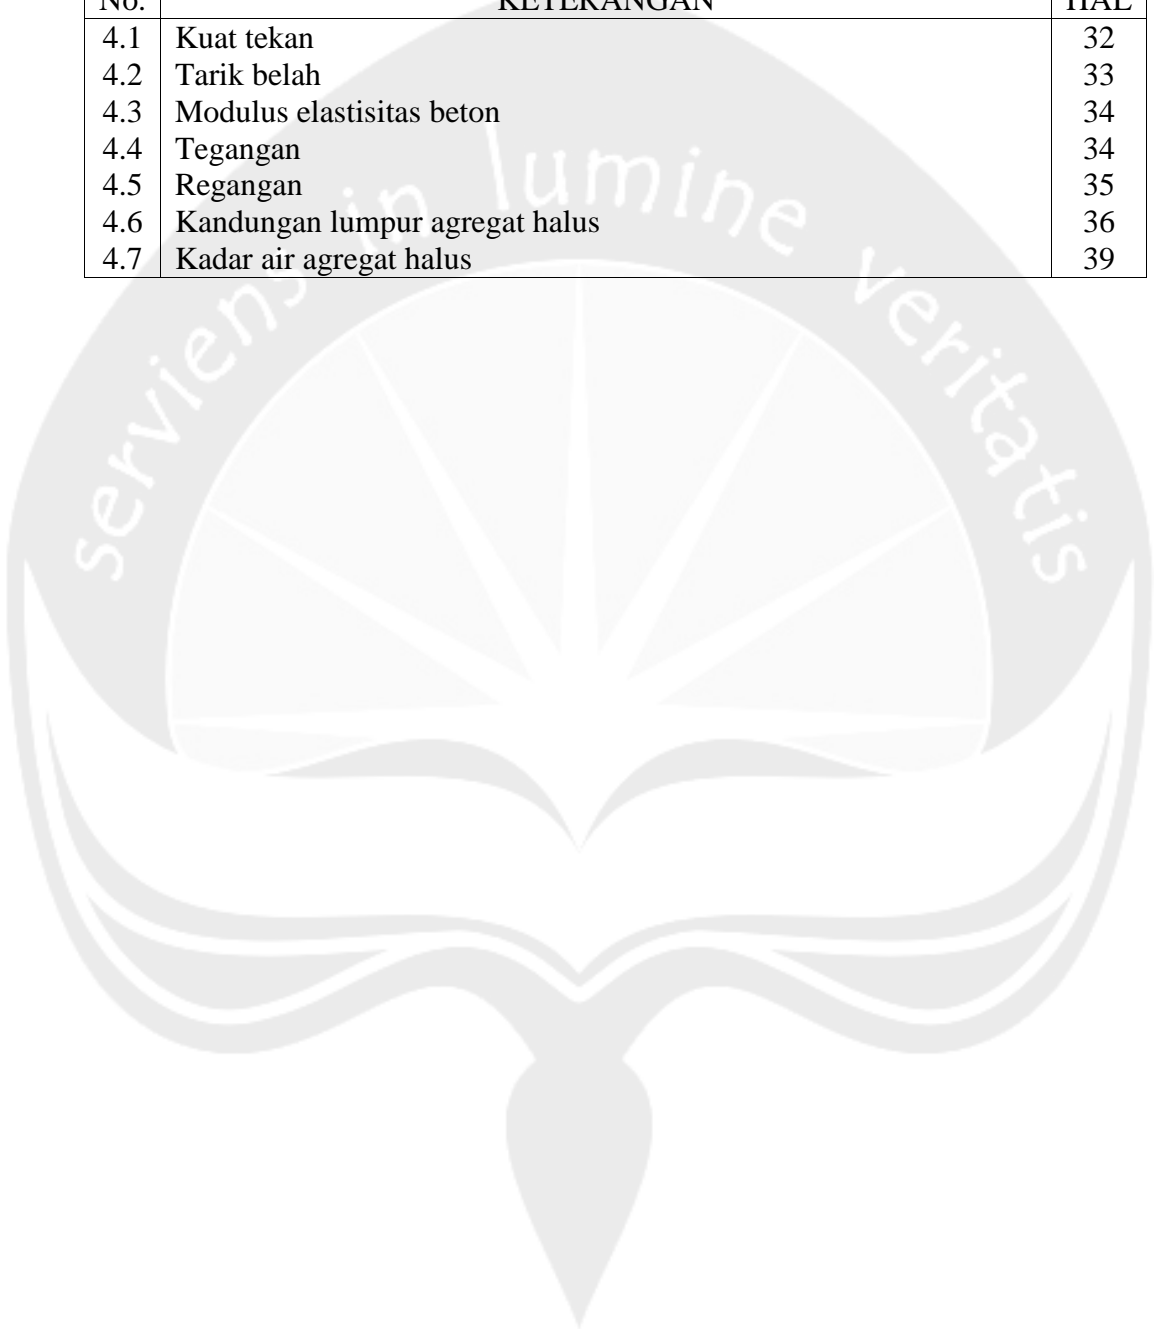 No. KETERANGAN HAL
4.1 Kuat tekan 32
4.2 Tarik belah 33
4.3 Modulus elastisitas beton 34
4.4 Tegangan 34
4.5 Regangan 35
4.6 Kandungan lumpur agregat halus 36
4.7 Kadar air agregat halus 39
serviens in lumine veritatis